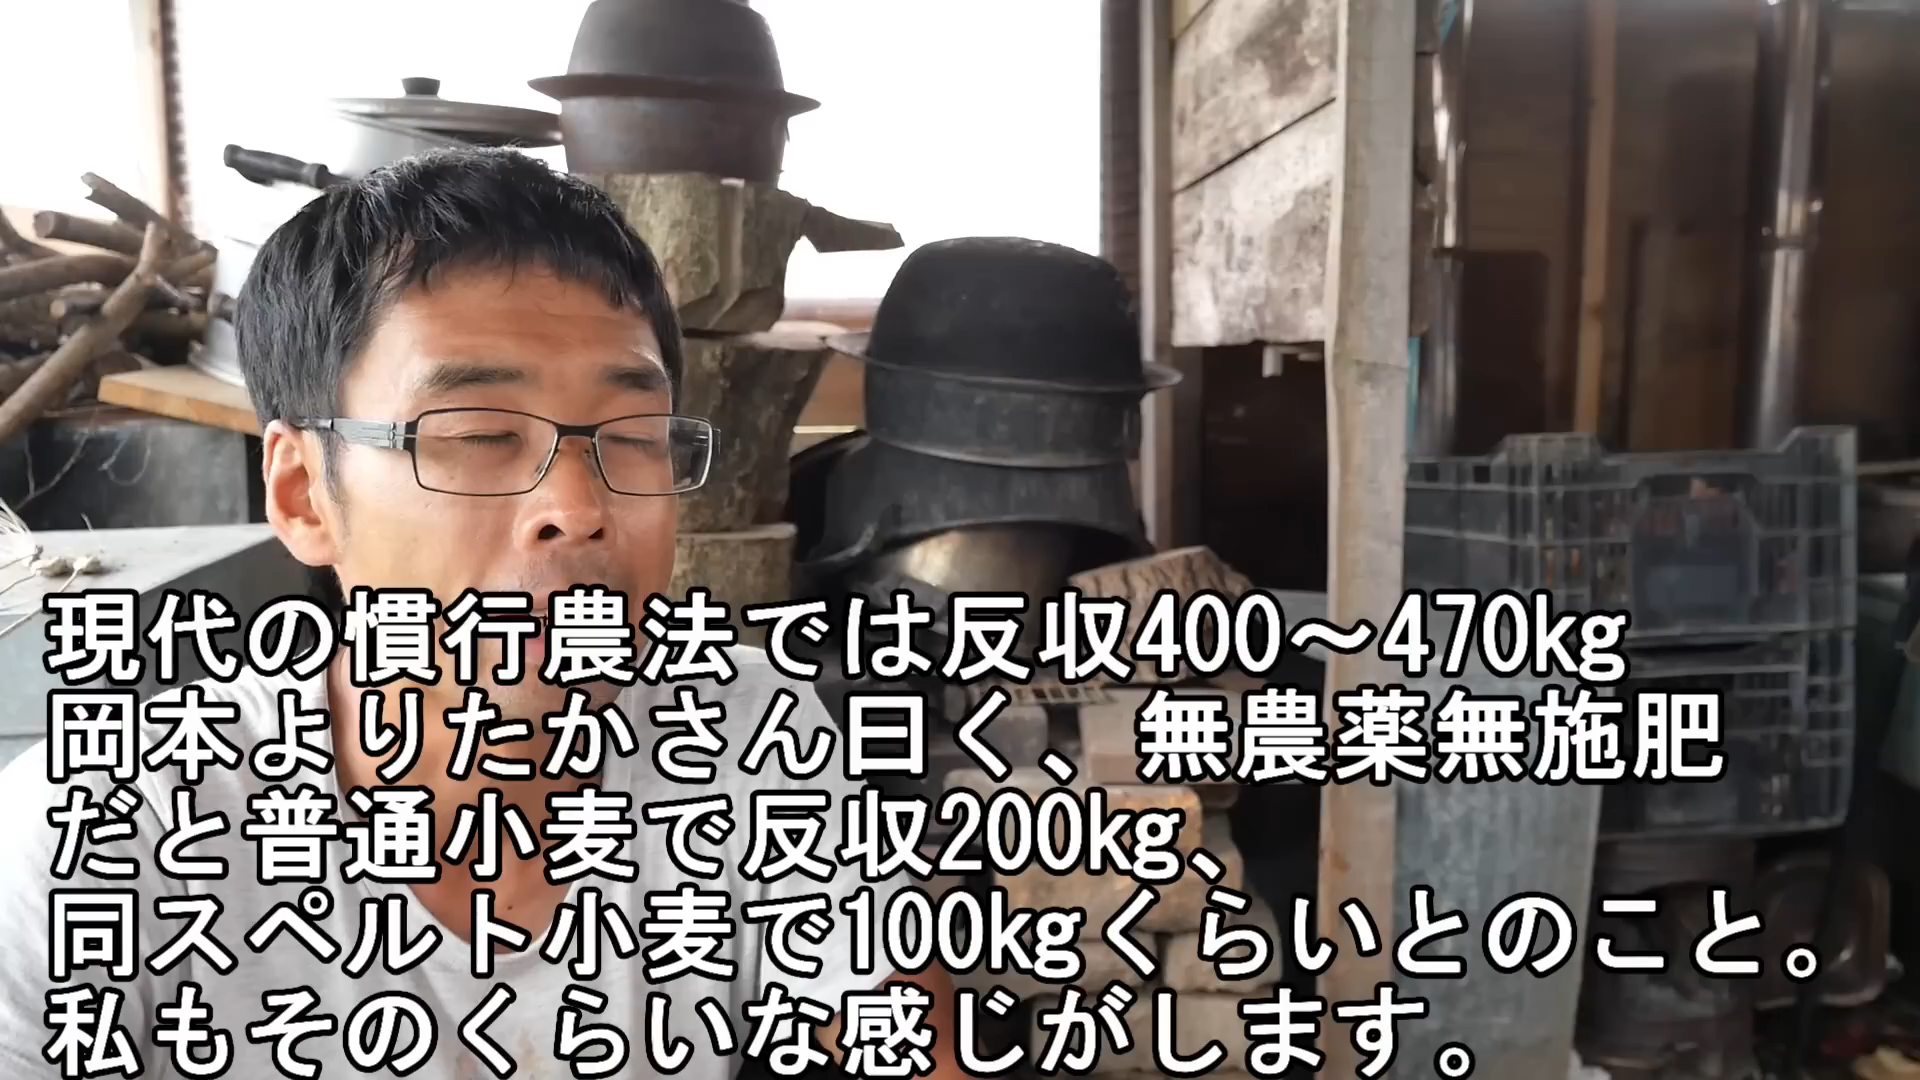 現代の慣行農法では反収400～470kg
岡本よりたかさん曰く、無農薬無施肥
だと普通小麦で反収200kg、
同スペルト小麦で100kgくらいとのこと。
私もそのくらいな感じがします。